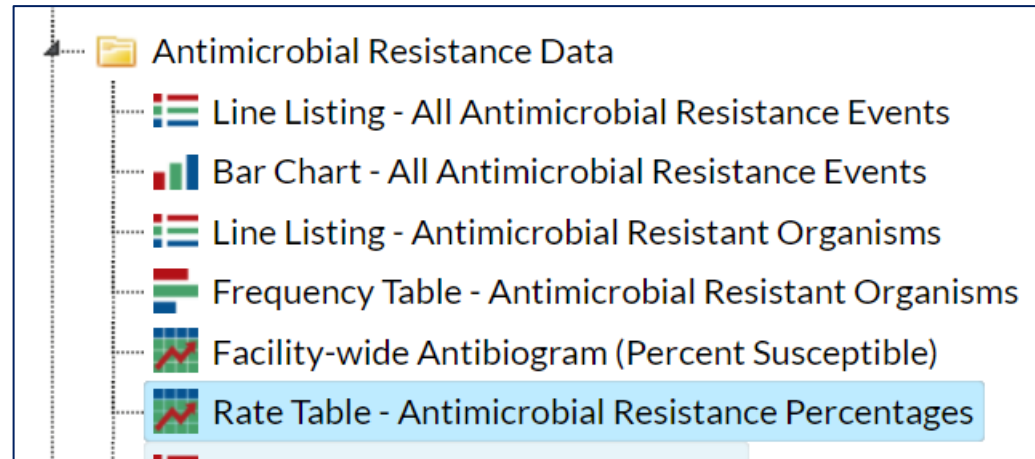 Antimicrobial Resistance Data
Line Listing - All Antimicrobial Resistance Events
Bar Chart - All Antimicrobial Resistance Events
Line Listing - Antimicrobial Resistant Organisms
Frequency Table - Antimicrobial Resistant Organisms
Facility-wide Antibiogram (Percent Susceptible)
Rate Table - Antimicrobial Resistance Percentages